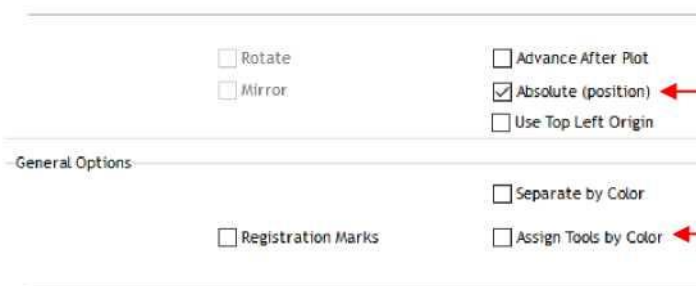 Rotate
Advance After Plot
Mirror
Absolute (position)
Use Top Left Origin
General Options
Separate by Color
Registration Marks
Assign Tools by Color